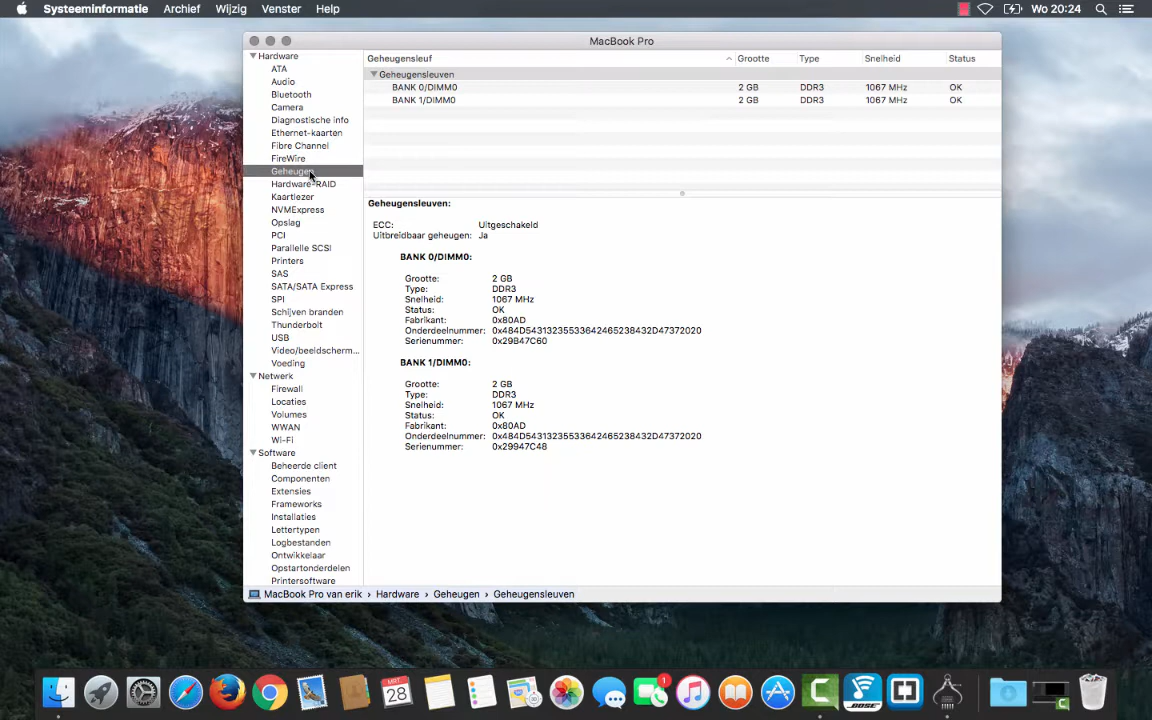 Systeeminformatie Archief Wijzig Venster Help Wo 20:24
MacBook Pro
Hardware
ATA
Audio
Bluetooth
Camera
Diagnostische info
Ethernet-kaarten
Fibre Channel
FireWire
Geheugen
Hardware-RAID
Kaartlezer
NVMExpress
Opslag
PCI
Parallelle SCSI
Printers
SAS
SATA/SATA Express
SPI
Schijven branden
Thunderbolt
USB
Video/beeldscherm...
Voeding
Netwerk
Firewall
Locaties
Volumes
WWAN
Wi-Fi
Software
Beheerde client
Componenten
Extensies
Frameworks
Installaties
Lettertypen
Logbestanden
Ontwikkelaar
Opstartonderdelen
Printersoftware
Geheugensleuf Grootte Type Snelheid Status
Geheugensleuven
BANK 0/DIMM0 2 GB DDR3 1067 MHz OK
BANK 1/DIMM0 2 GB DDR3 1067 MHz OK
Geheugensleuven:
ECC: Uitgeschakeld
Uitbreidbaar geheugen: Ja
BANK 0/DIMM0:
Grootte: 2 GB
Type: DDR3
Snelheid: 1067 MHz
Status: OK
Fabrikant: 0x80AD
Onderdeelnummer: 0x484D54313235533642465238432D47372020
Serienummer: 0x29B47C60
BANK 1/DIMM0:
Grootte: 2 GB
Type: DDR3
Snelheid: 1067 MHz
Status: OK
Fabrikant: 0x80AD
Onderdeelnummer: 0x484D54313235533642465238432D47372020
Serienummer: 0x29947C48
MacBook Pro van erik › Hardware › Geheugen › Geheugensleuven
MRT.
28
30
1
BOSE